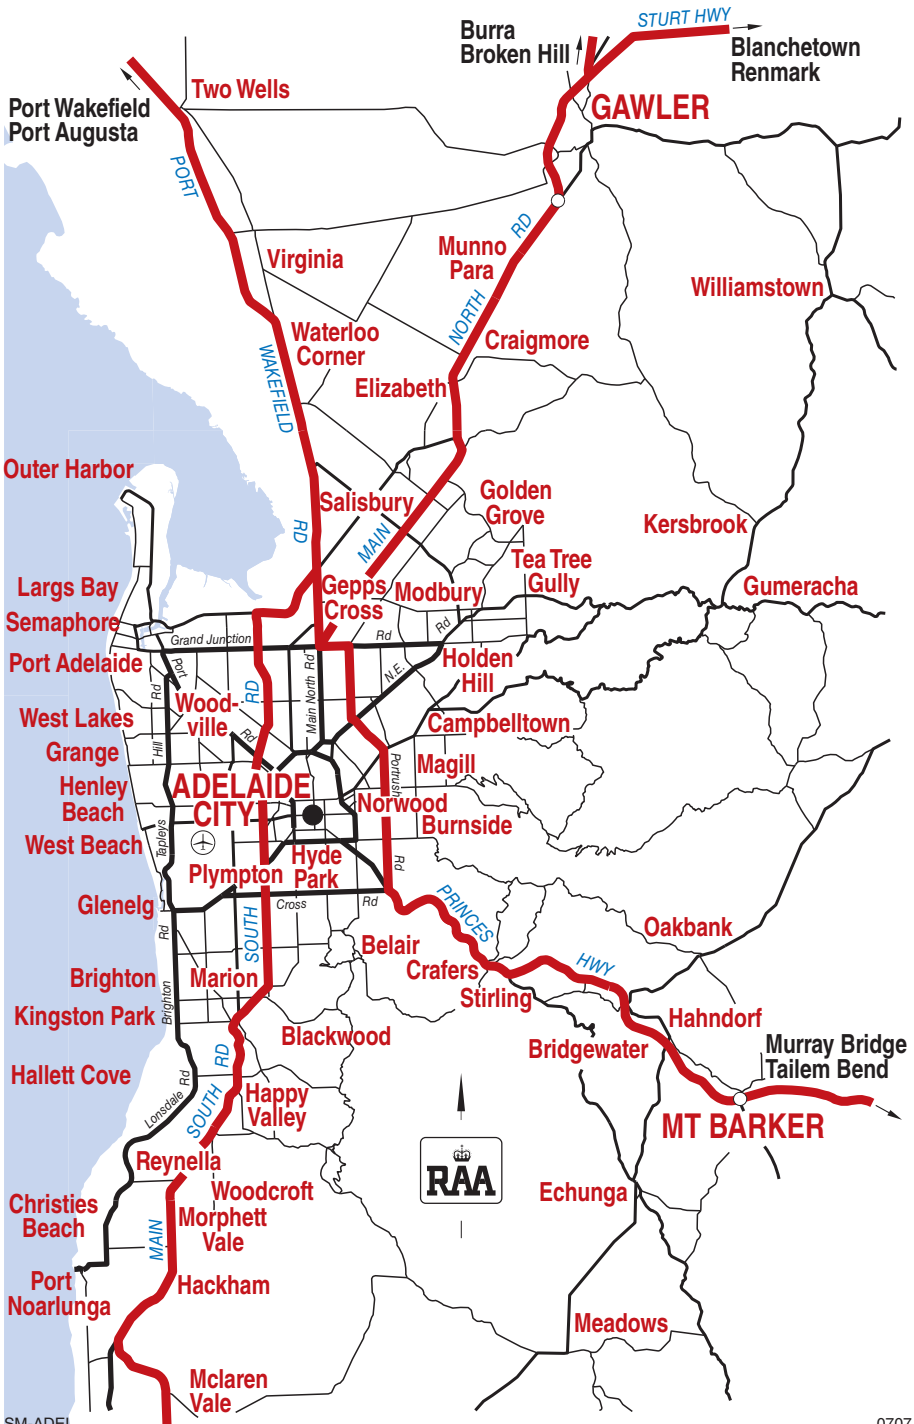 STURT HWY
Burra
Broken Hill
Blanchetown
Renmark
Two Wells
Port Wakefield
Port Augusta
GAWLER
PORT
RD
Munno
Para
Virginia
Williamstown
NORTH
Waterloo
Corner
Craigmore
WAKEFIELD
Elizabeth
Outer Harbor
Salisbury
Golden
Grove
Kersbrook
RD
MAIN
Tea Tree
Gully
Largs Bay
Gepps
Cross
Modbury
Gumeracha
Semaphore
Grand Junction
Rd
Rd
Port Adelaide
Port
Main North Rd
N.E.
Holden
Hill
Rd
RD
Wood-
ville
West Lakes
Rd
Campbelltown
Grange
Hill
Magill
Portrush
Henley
Beach
ADELAIDE
CITY
Norwood
Burnside
West Beach
Tapleys
Hyde
Park
Plympton
Rd
Glenelg
Cross
Rd
PRINCES
Rd
SOUTH
Belair
Oakbank
Brighton
Marion
Crafers
HWY
Stirling
Kingston Park
Brighton
Hahndorf
Blackwood
Bridgewater
Murray Bridge
Tailem Bend
RD
Hallett Cove
Rd
Lonsdale
SOUTH
Happy
Valley
MT BARKER
RAA
Reynella
Woodcroft
Echunga
Christies
Beach
Morphett
Vale
MAIN
Port
Noarlunga
Hackham
Meadows
Mclaren
Vale